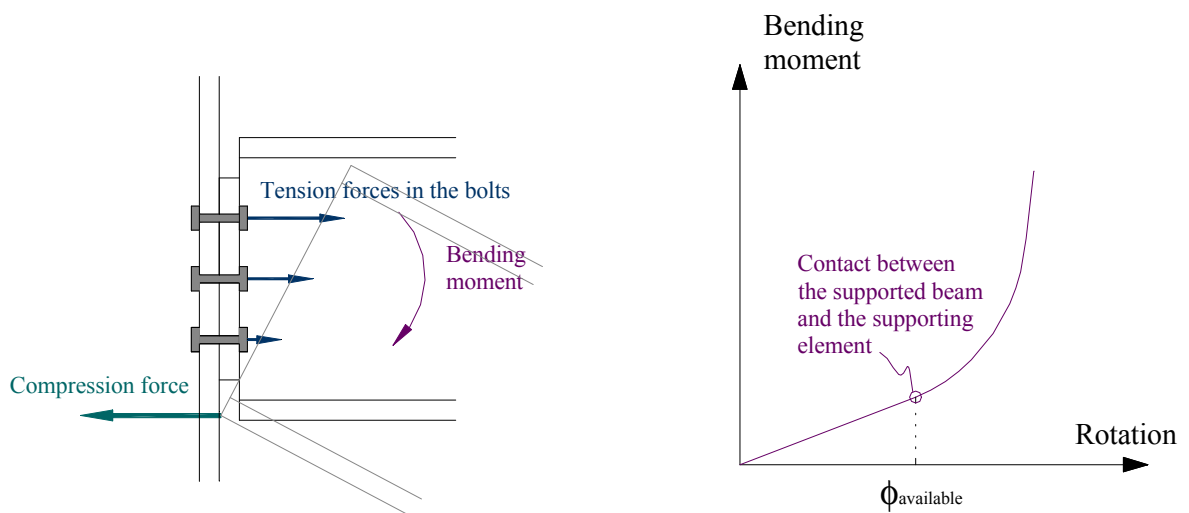 Tension forces in the bolts
Bending
moment
Compression force
Bending
moment
Contact between
the supported beam
and the supporting
element
Rotation
ϕavailable